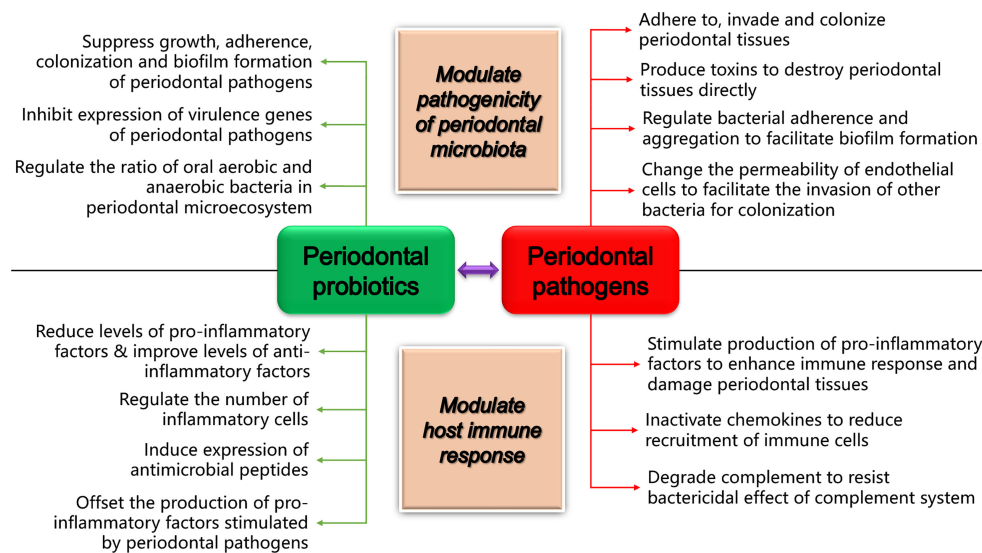 Suppress growth, adherence,
colonization and biofilm formation
of periodontal pathogens
Inhibit expression of virulence genes
of periodontal pathogens
Regulate the ratio of oral aerobic and
anaerobic bacteria in
periodontal microecosystem
Modulate
pathogenicity
of periodontal
microbiota
Adhere to, invade and colonize
periodontal tissues
Produce toxins to destroy periodontal
tissues directly
Regulate bacterial adherence and
aggregation to facilitate biofilm formation
Change the permeability of endothelial
cells to facilitate the invasion of other
bacteria for colonization
Periodontal
probiotics
Periodontal
pathogens
Reduce levels of pro-inflammatory
factors & improve levels of anti-
inflammatory factors
Regulate the number of
inflammatory cells
Induce expression of
antimicrobial peptides
Offset the production of pro-
inflammatory factors stimulated
by periodontal pathogens
Modulate
host immune
response
Stimulate production of pro-inflammatory
factors to enhance immune response and
damage periodontal tissues
Inactivate chemokines to reduce
recruitment of immune cells
Degrade complement to resist
bactericidal effect of complement system